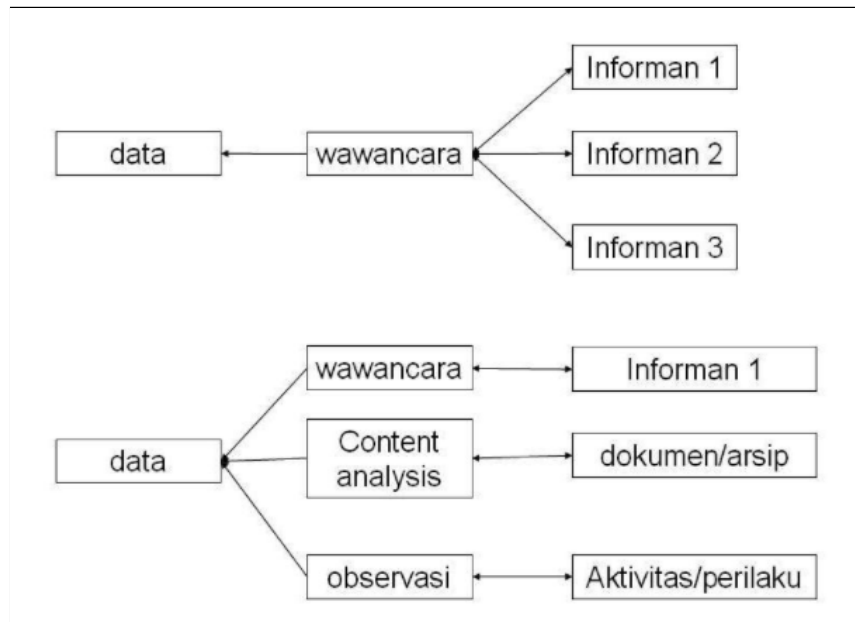 Informan 1
data
wawancara
Informan 2
Informan 3
wawancara
Informan 1
data
Content
analysis
dokumen/arsip
observasi
Aktivitas/perilaku